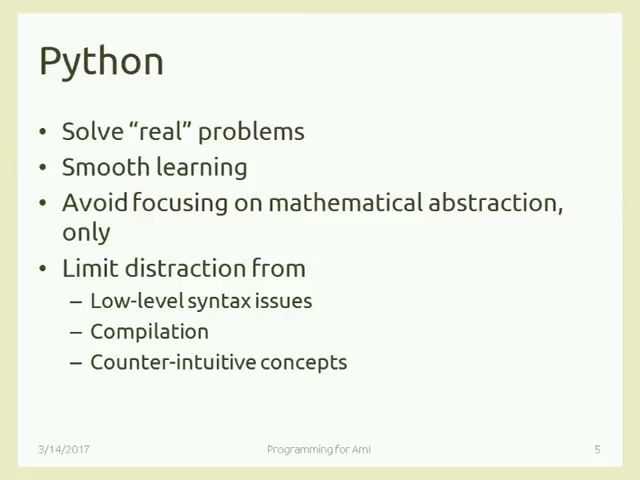 Python
• Solve “real” problems
• Smooth learning
• Avoid focusing on mathematical abstraction,
only
• Limit distraction from
– Low-level syntax issues
– Compilation
– Counter-intuitive concepts
3/14/2017 Programming for AmI 5